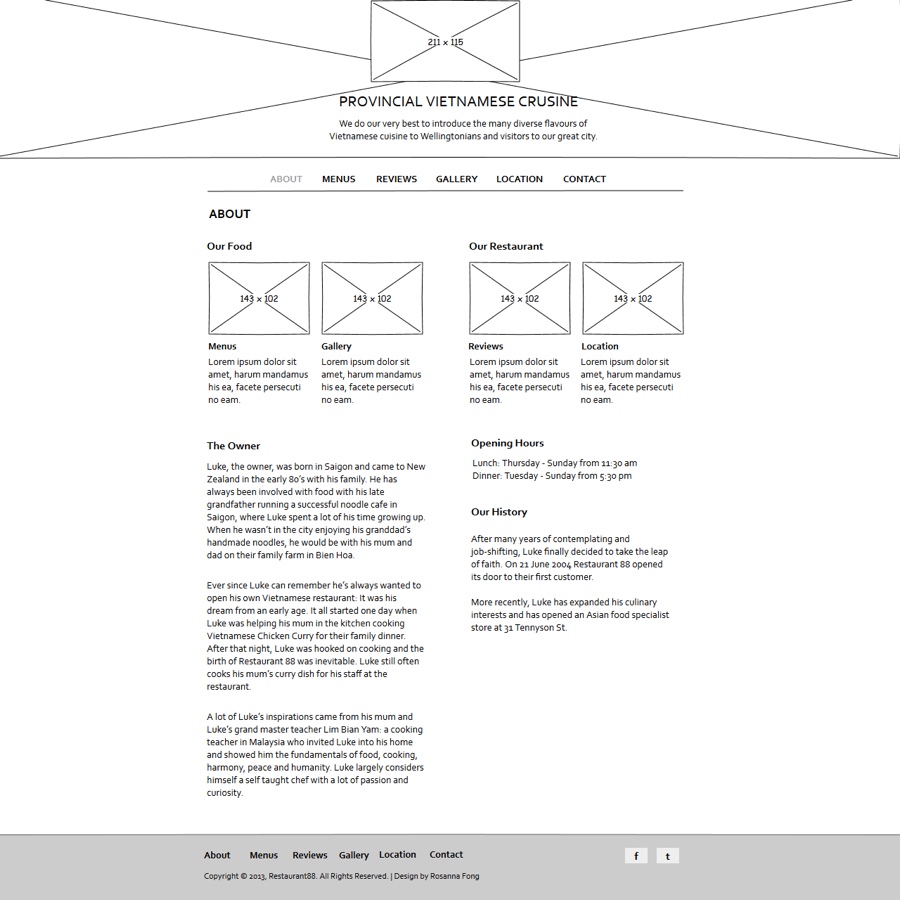 211 x 115
PROVINCIAL VIETNAMESE CRUSINE
We do our very best to introduce the many diverse flavours of
Vietnamese cuisine to Wellingtonians and visitors to our great city.
ABOUT MENUS REVIEWS GALLERY LOCATION CONTACT
ABOUT
Our Food
143 x 102 143 x 102
Menus
Lorem ipsum dolor sit
amet, harum mandamus
his ea, facete persecuti
no eam.
Gallery
Lorem ipsum dolor sit
amet, harum mandamus
his ea, facete persecuti
no eam.
Our Restaurant
143 x 102 143 x 102
Reviews
Lorem ipsum dolor sit
amet, harum mandamus
his ea, facete persecuti
no eam.
Location
Lorem ipsum dolor sit
amet, harum mandamus
his ea, facete persecuti
no eam.
The Owner
Luke, the owner, was born in Saigon and came to New
Zealand in the early 80's with his family. He has
always been involved with food with his late
grandfather running a successful noodle cafe in
Saigon, where Luke spent a lot of his time growing up.
When he wasn't in the city enjoying his granddad's
handmade noodles, he would be with his mum and
dad on their family farm in Bien Hoa.
Ever since Luke can remember he's always wanted to
open his own Vietnamese restaurant: It was his
dream from an early age. It all started one day when
Luke was helping his mum in the kitchen cooking
Vietnamese Chicken Curry for their family dinner.
After that night, Luke was hooked on cooking and the
birth of Restaurant 88 was inevitable. Luke still often
cooks his mum's curry dish for his staff at the
restaurant.
A lot of Luke's inspirations came from his mum and
Luke's grand master teacher Lim Bian Yam: a cooking
teacher in Malaysia who invited Luke into his home
and showed him the fundamentals of food, cooking,
harmony, peace and humanity. Luke largely considers
himself a self taught chef with a lot of passion and
curiosity.
Opening Hours
Lunch: Thursday - Sunday from 11:30 am
Dinner: Tuesday - Sunday from 5:30 pm
Our History
After many years of contemplating and
job-shifting, Luke finally decided to take the leap
of faith. On 21 June 2004 Restaurant 88 opened
its door to their first customer.
More recently, Luke has expanded his culinary
interests and has opened an Asian food specialist
store at 31 Tennyson St.
About Menus Reviews Gallery Location Contact f t
Copyright © 2013, Restaurant88. All Rights Reserved. | Design by Rosanna Fong